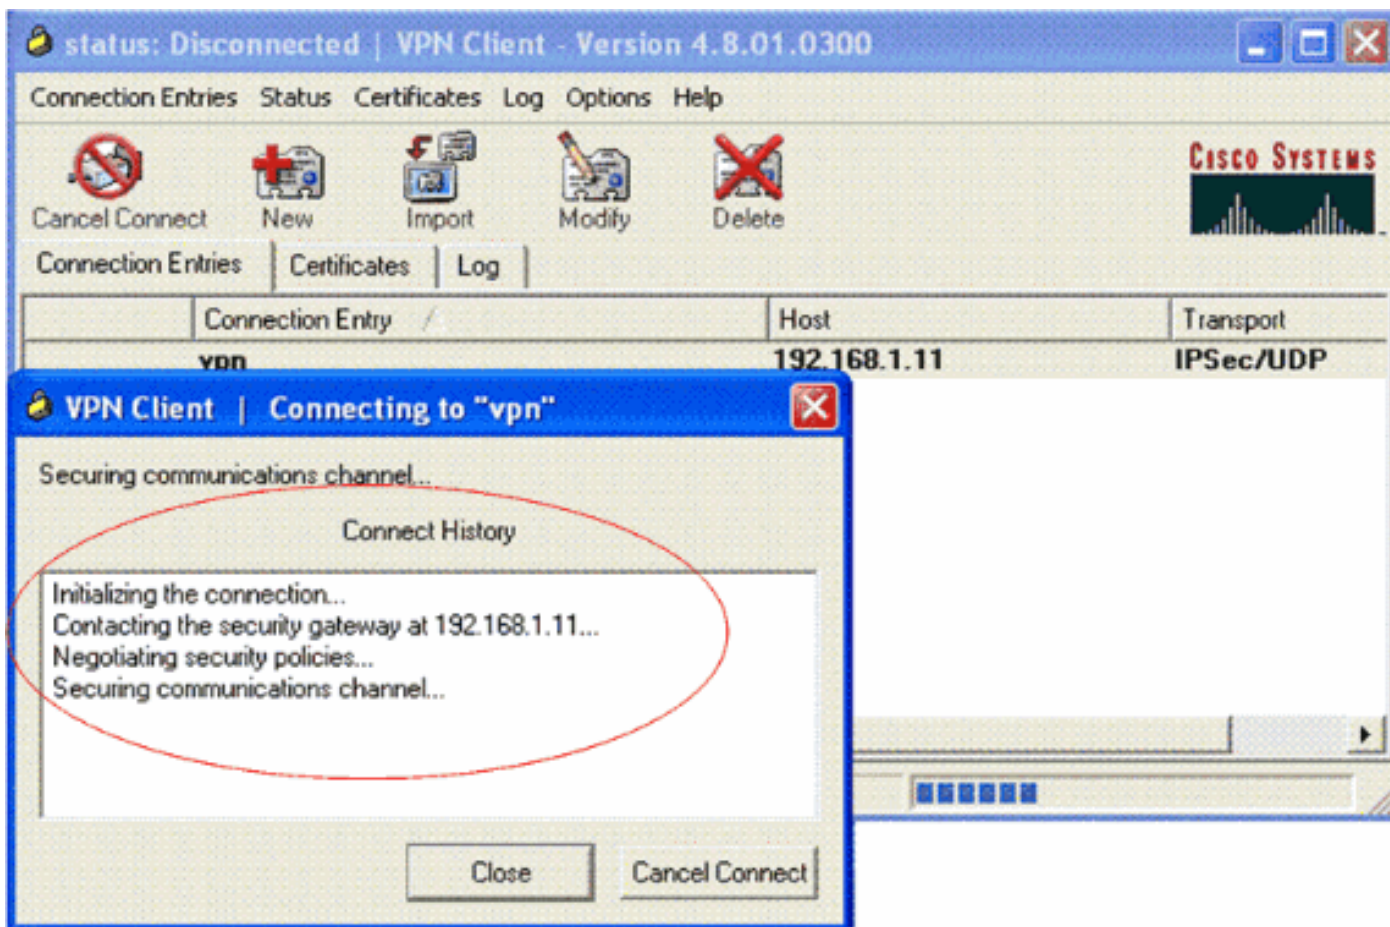 status: Disconnected | VPN Client - Version 4.8.01.0300
Connection Entries Status Certificates Log Options Help
CISCO SYSTEMS
Cancel Connect New Import Modify Delete
Connection Entries Certificates Log
Connection Entry Host Transport
vpn 192.168.1.11 IPSec/UDP
VPN Client | Connecting to "vpn"
Securing communications channel...
Connect History
Initializing the connection...
Contacting the security gateway at 192.168.1.11...
Negotiating security policies...
Securing communications channel...
Close Cancel Connect